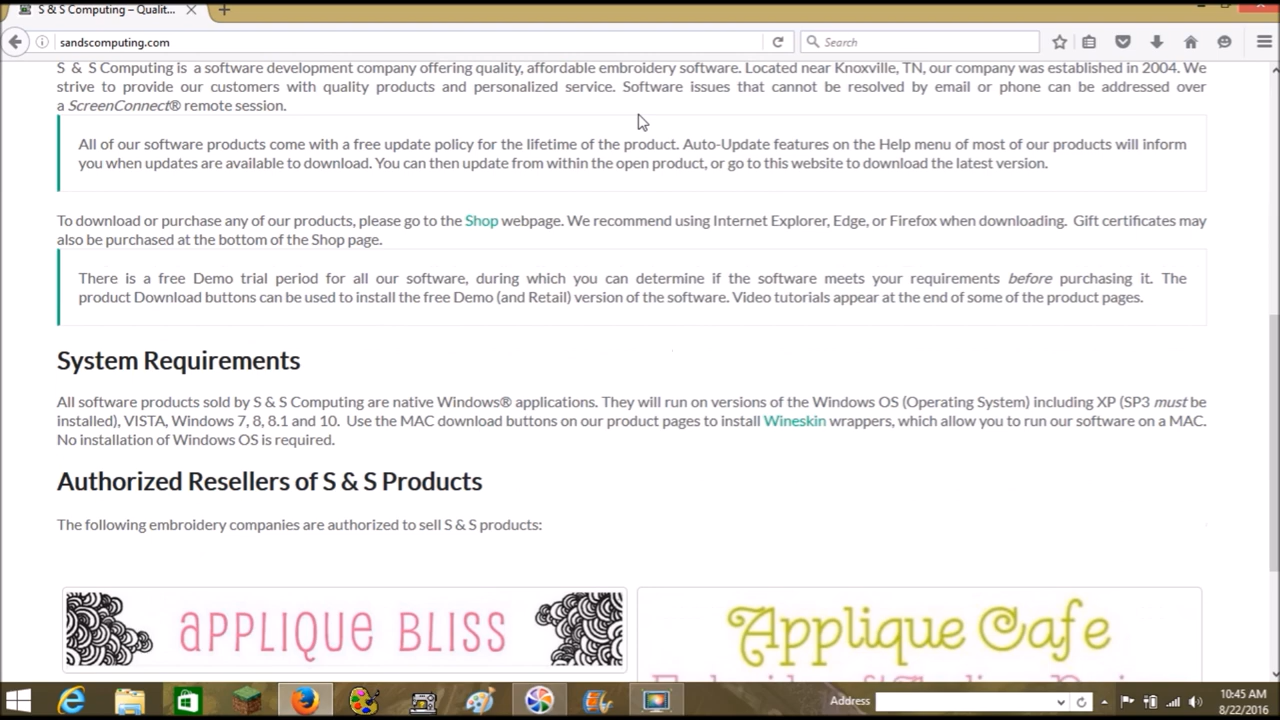 S & S Computing – Qualit...
sandscomputing.com
Search
S & S Computing is a software development company offering quality, affordable embroidery software. Located near Knoxville, TN, our company was established in 2004. We
strive to provide our customers with quality products and personalized service. Software issues that cannot be resolved by email or phone can be addressed over
a ScreenConnect® remote session.
All of our software products come with a free update policy for the lifetime of the product. Auto-Update features on the Help menu of most of our products will inform
you when updates are available to download. You can then update from within the open product, or go to this website to download the latest version.
To download or purchase any of our products, please go to the Shop webpage. We recommend using Internet Explorer, Edge, or Firefox when downloading. Gift certificates may
also be purchased at the bottom of the Shop page.
There is a free Demo trial period for all our software, during which you can determine if the software meets your requirements before purchasing it. The
product Download buttons can be used to install the free Demo (and Retail) version of the software. Video tutorials appear at the end of some of the product pages.
System Requirements
All software products sold by S & S Computing are native Windows® applications. They will run on versions of the Windows OS (Operating System) including XP (SP3 must be
installed), VISTA, Windows 7, 8, 8.1 and 10. Use the MAC download buttons on our product pages to install Wineskin wrappers, which allow you to run our software on a MAC.
No installation of Windows OS is required.
Authorized Resellers of S & S Products
The following embroidery companies are authorized to sell S & S products:
APPLIQUE BLISS
Applique Cafe
Address
10:45 AM
8/22/2016